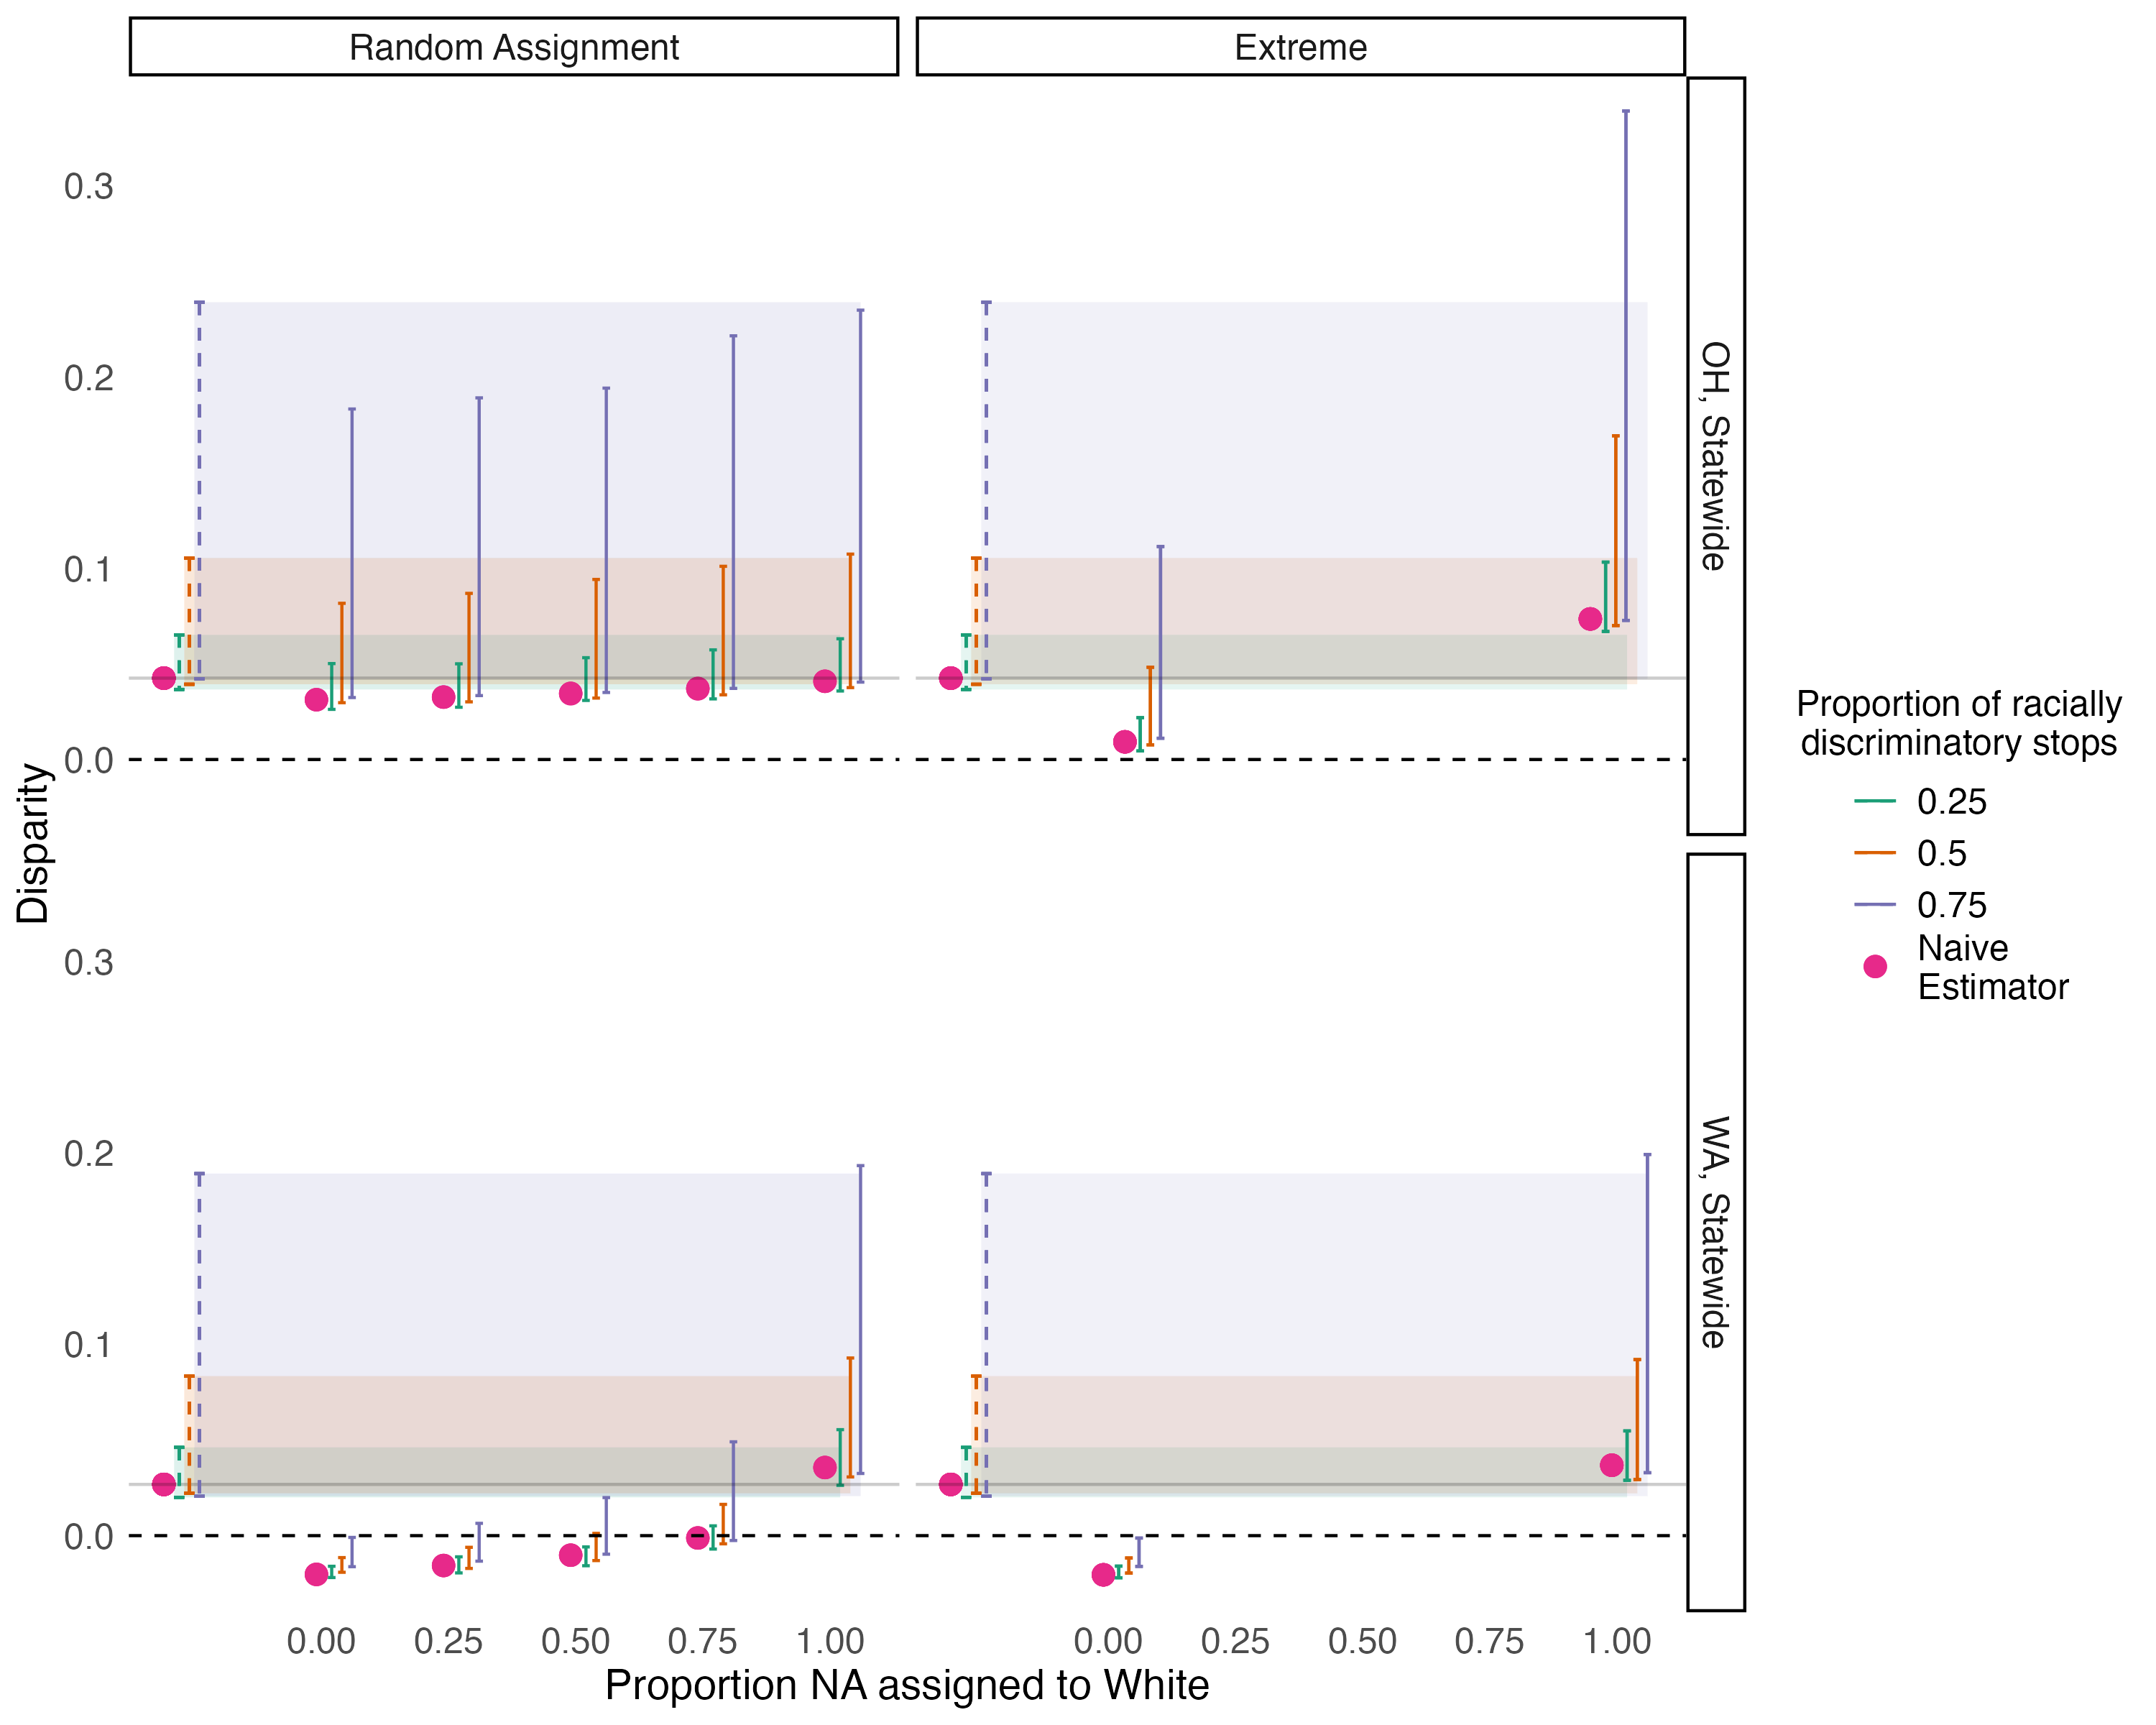 Random Assignment
Extreme
0.3
0.2
0.1
0.0
OH, Statewide
Disparity
0.3
0.2
0.1
0.0
WA, Statewide
0.00 0.25 0.50 0.75 1.00
0.00 0.25 0.50 0.75 1.00
Proportion NA assigned to White
Proportion of racially
discriminatory stops
0.25
0.5
0.75
Naive
Estimator